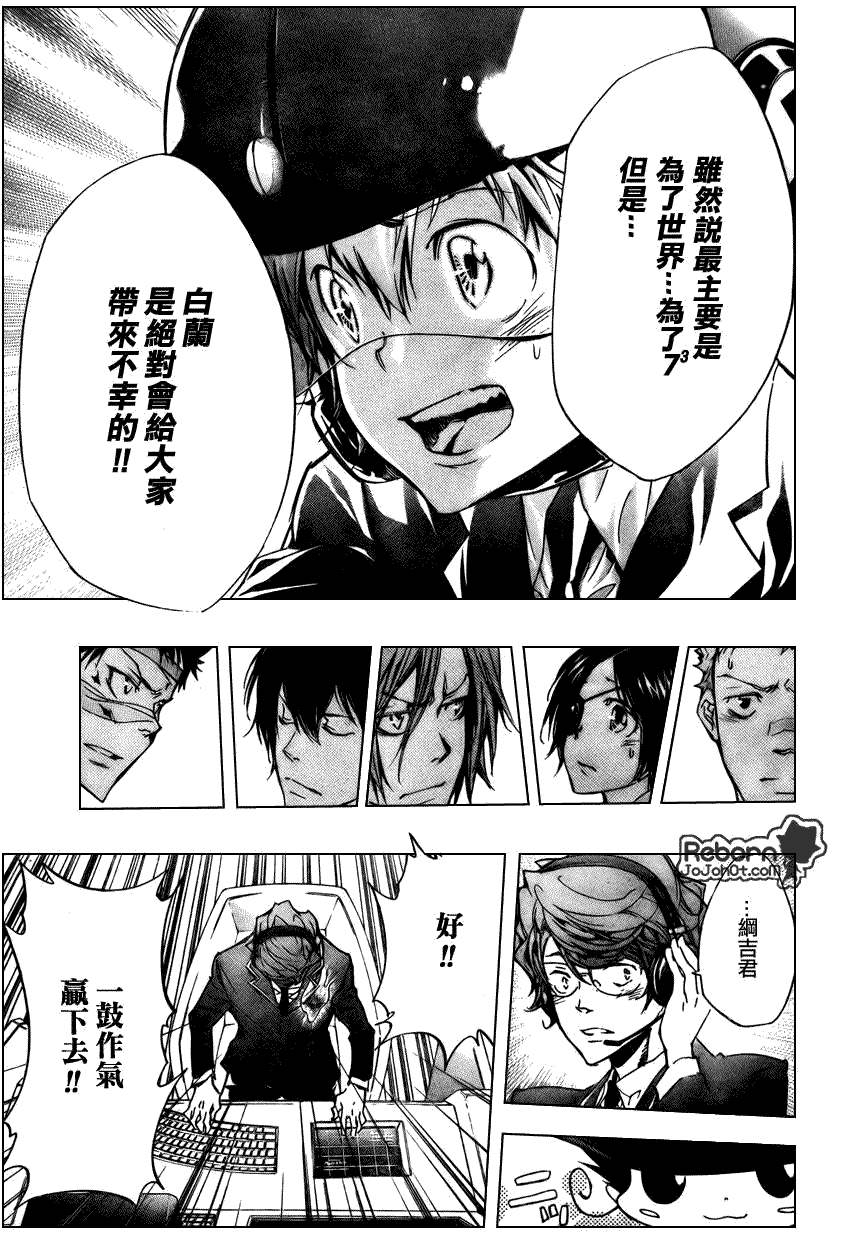 雖然說最主要是
為了世界…為了7³
但是…
白蘭
是絕對會給大家
帶來不幸的!!
Reborn
JoJoHot.com
…綱吉君
好!!
一鼓作氣
贏下去!!
ニ